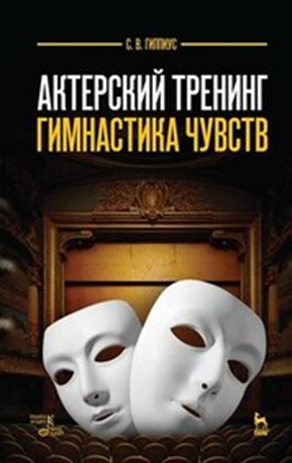 С. В. ГИППИУС
АКТЕРСКИЙ ТРЕНИНГ
ГИМНАСТИКА ЧУВСТВ